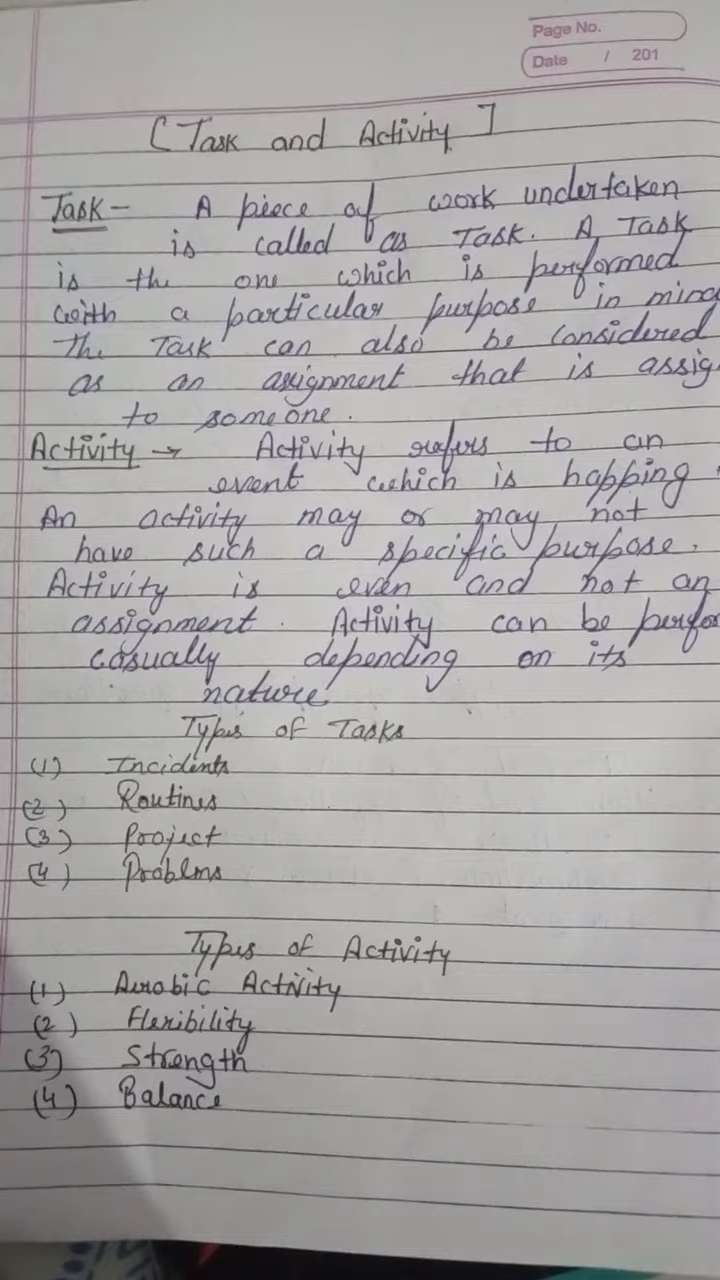 Page No.
Date / 201
[ Task and Activity ]
Task - A piece of work undertaken
is called as Task. A Task
is the one which is performed
with a particular purpose in mind
The Task can also be considered
as an assignment that is assig
to someone.
Activity → Activity refers to an
event which is happing.
An activity may or may not
have such a specific purpose.
Activity is even and not an
assignment. Activity can be perfo
casually depending on its
nature
Types of Tasks
(1) Incidents
(2) Routines
(3) Project
(4) Problms
Types of Activity
(1) Aerobic Activity
(2) Flexibility
(3) Strength
(4) Balance